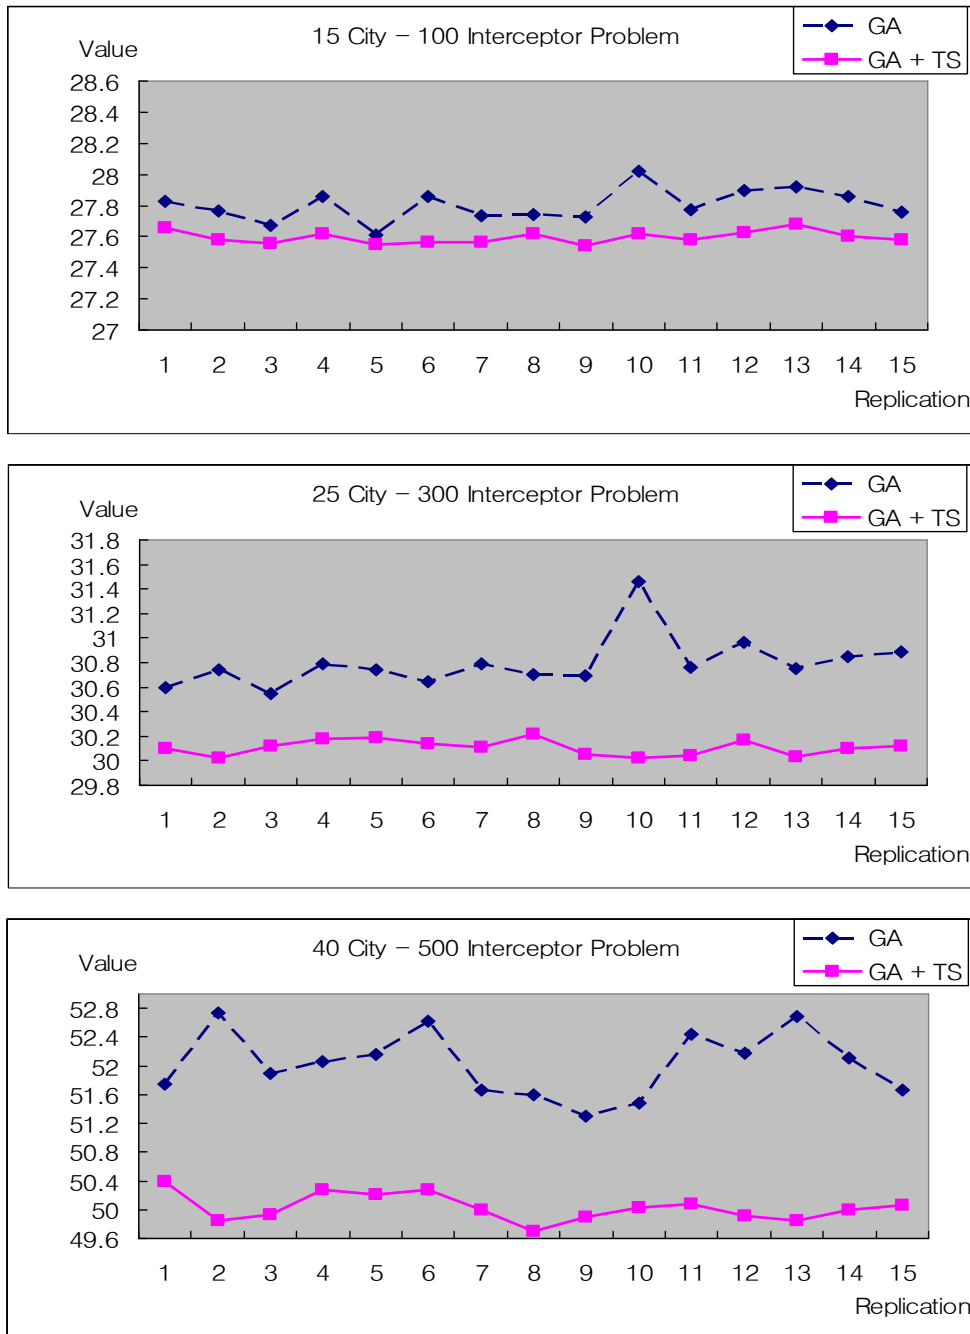 15 City – 100 Interceptor Problem
Value
GA
GA + TS
28.6
28.4
28.2
28
27.8
27.6
27.4
27.2
27
1 2 3 4 5 6 7 8 9 10 11 12 13 14 15
Replication
25 City – 300 Interceptor Problem
Value
GA
GA + TS
31.8
31.6
31.4
31.2
31
30.8
30.6
30.4
30.2
30
29.8
1 2 3 4 5 6 7 8 9 10 11 12 13 14 15
Replication
40 City – 500 Interceptor Problem
Value
GA
GA + TS
52.8
52.4
52
51.6
51.2
50.8
50.4
50
49.6
1 2 3 4 5 6 7 8 9 10 11 12 13 14 15
Replication